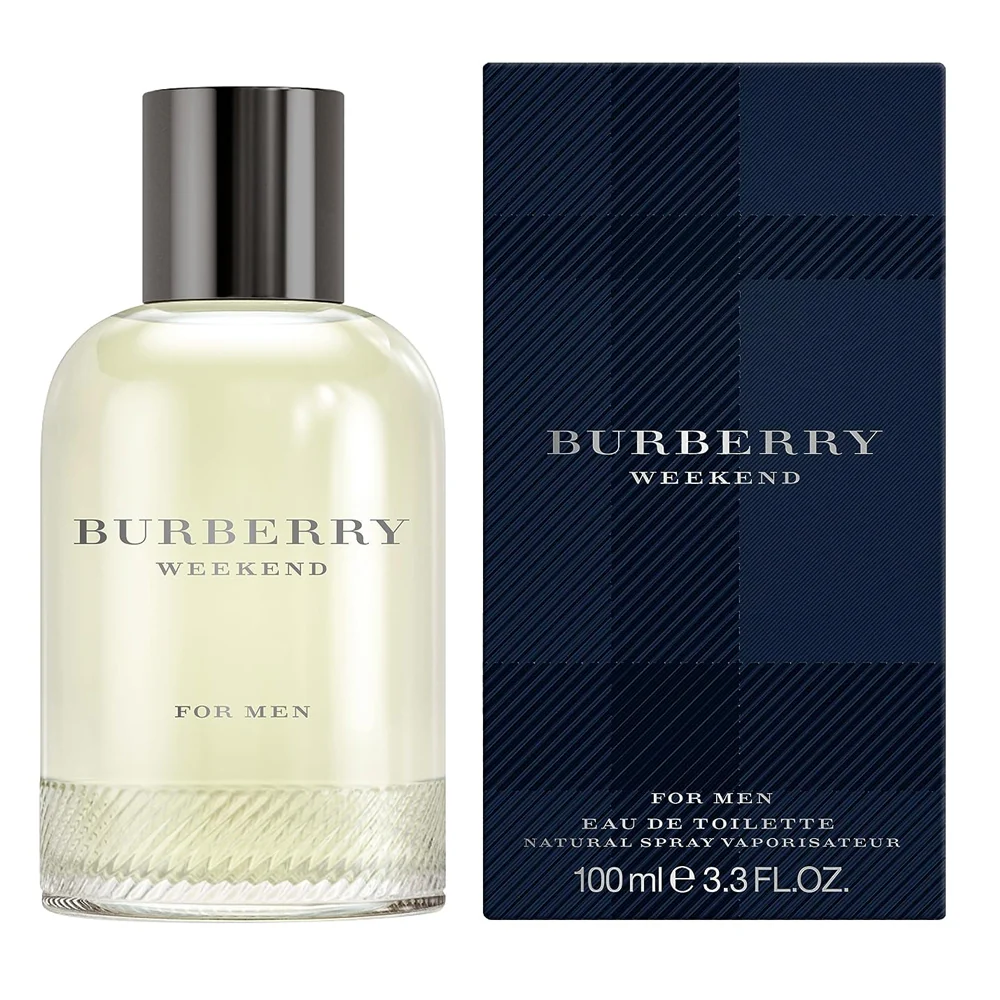 BURBERRY
WEEKEND
FOR MEN
BURBERRY
WEEKEND
FOR MEN
EAU DE TOILETTE
NATURAL SPRAY VAPORISATEUR
100 ml ℮ 3.3 FL.OZ.